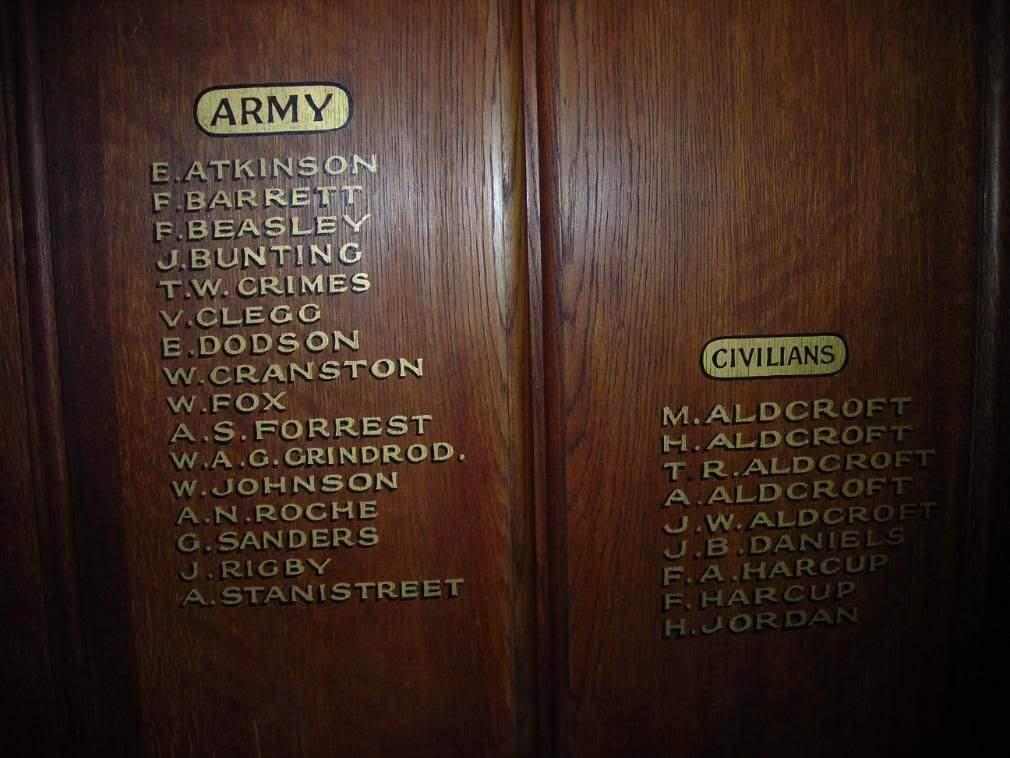 ARMY
E. ATKINSON
F. BARRETT
F. BEASLEY
J. BUNTING
T. W. CRIMES
V. CLEGG
E. DODSON
W. CRANSTON
W. FOX
A. S. FORREST
W. A. G. GRINDROD.
W. JOHNSON
A. N. ROCHE
G. SANDERS
J. RIGBY
A. STANISTREET
CIVILIANS
M. ALDCROFT
H. ALDCROFT
T. R. ALDCROFT
A. ALDCROFT
J. W. ALDCROFT
J. B. DANIELS
F. A. HARCUP
F. HARCUP
H. JORDAN